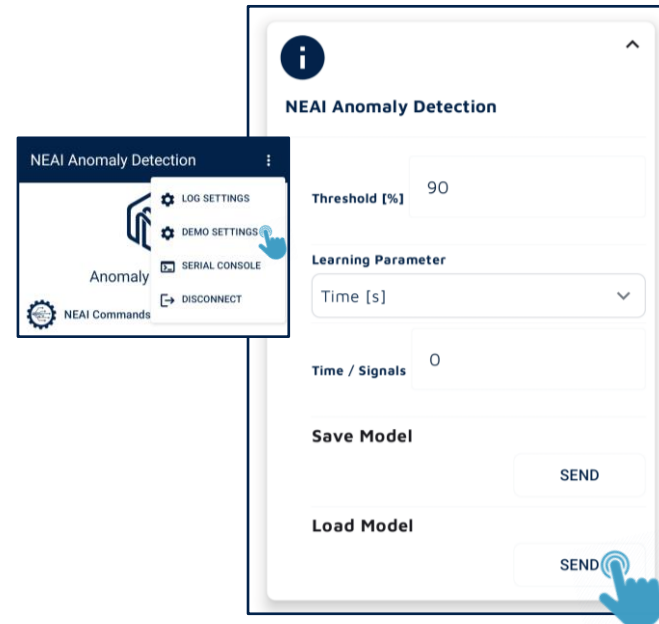 NEAI Anomaly Detection
LOG SETTINGS
DEMO SETTINGS
SERIAL CONSOLE
DISCONNECT
Anomaly
NEAI Commands
i
NEAI Anomaly Detection
Threshold [%]
90
Learning Parameter
Time [s]
Time / Signals
0
Save Model
SEND
Load Model
SEND